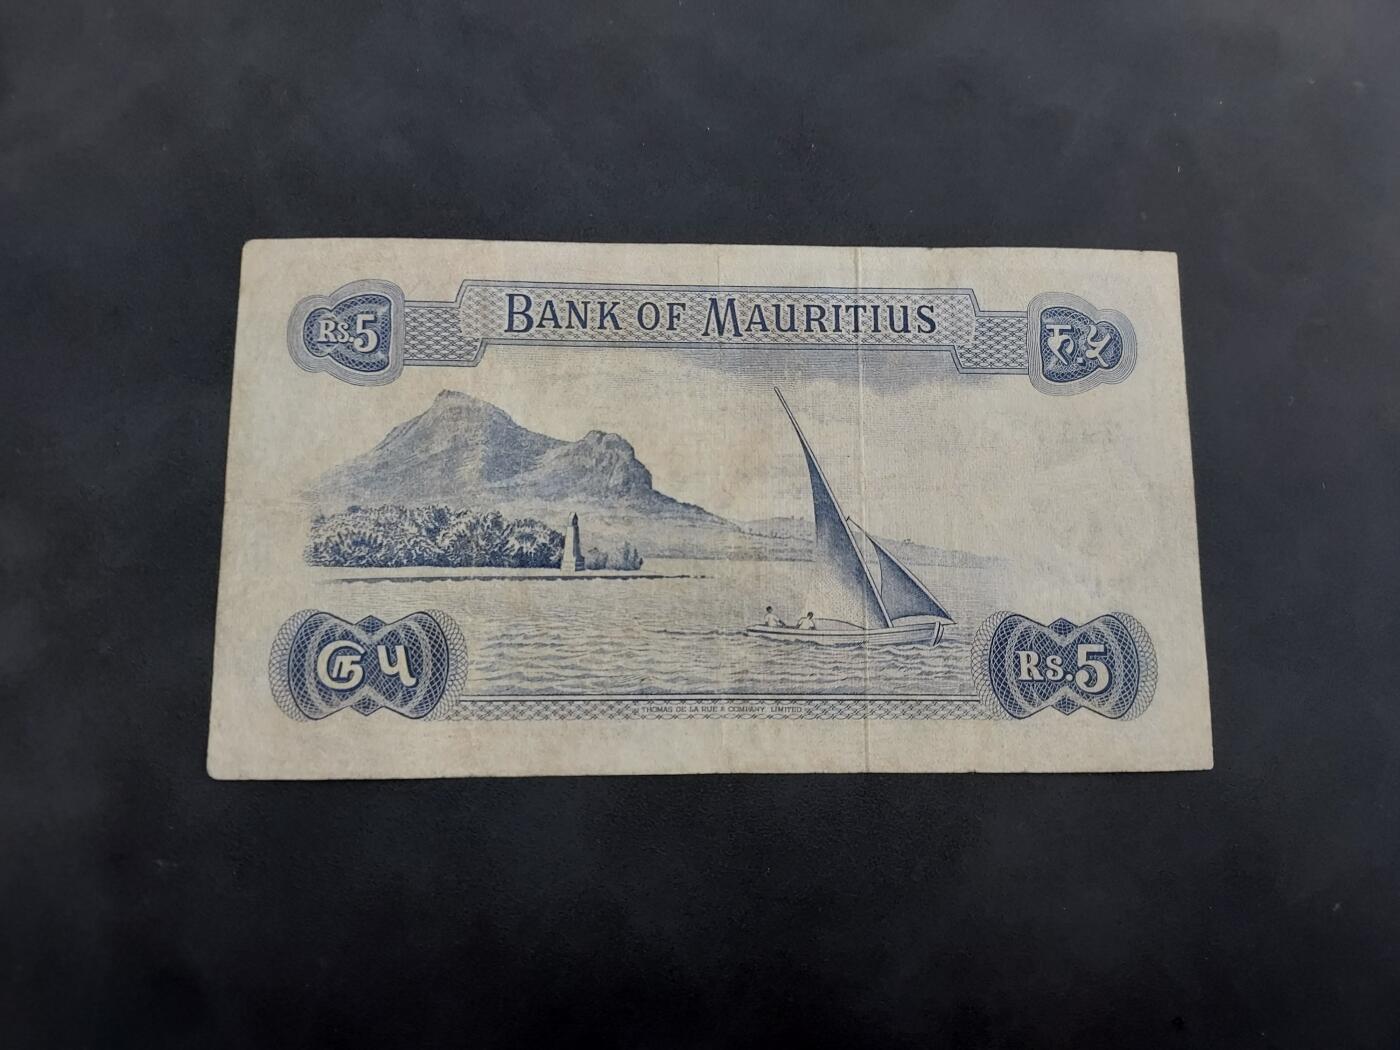 BANK OF MAURITIUS
Rs.5
रु.५
ரூ ५
Rs.5
THOMAS DE LA RUE & COMPANY, LIMITED